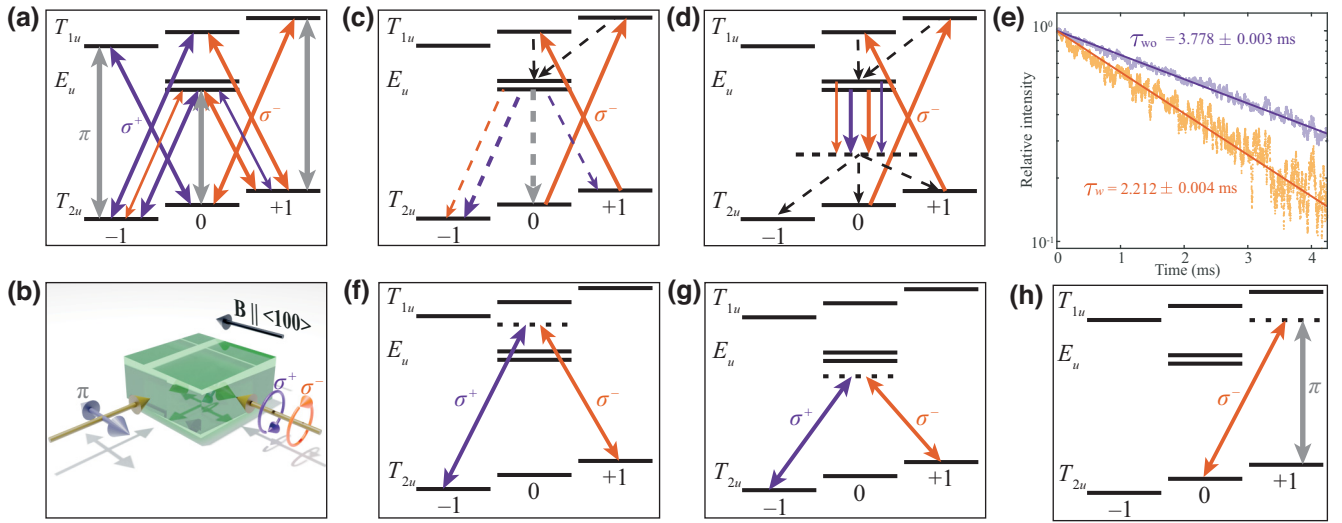 (a)
T1u
Eu
π
σ+
σ−
T2u
−1
0
+1
(b)
B || <100>
π
σ+
σ−
(c)
T1u
Eu
σ−
T2u
−1
0
+1
(d)
T1u
Eu
σ−
T2u
−1
0
+1
(e)
Relative intensity
10⁰
10⁻¹
τwo = 3.778 ± 0.003 ms
τw = 2.212 ± 0.004 ms
0 1 2 3 4
Time (ms)
(f)
T1u
Eu
σ+
σ−
T2u
−1
0
+1
(g)
T1u
Eu
σ+
σ−
T2u
−1
0
+1
(h)
T1u
Eu
σ−
π
T2u
−1
0
+1